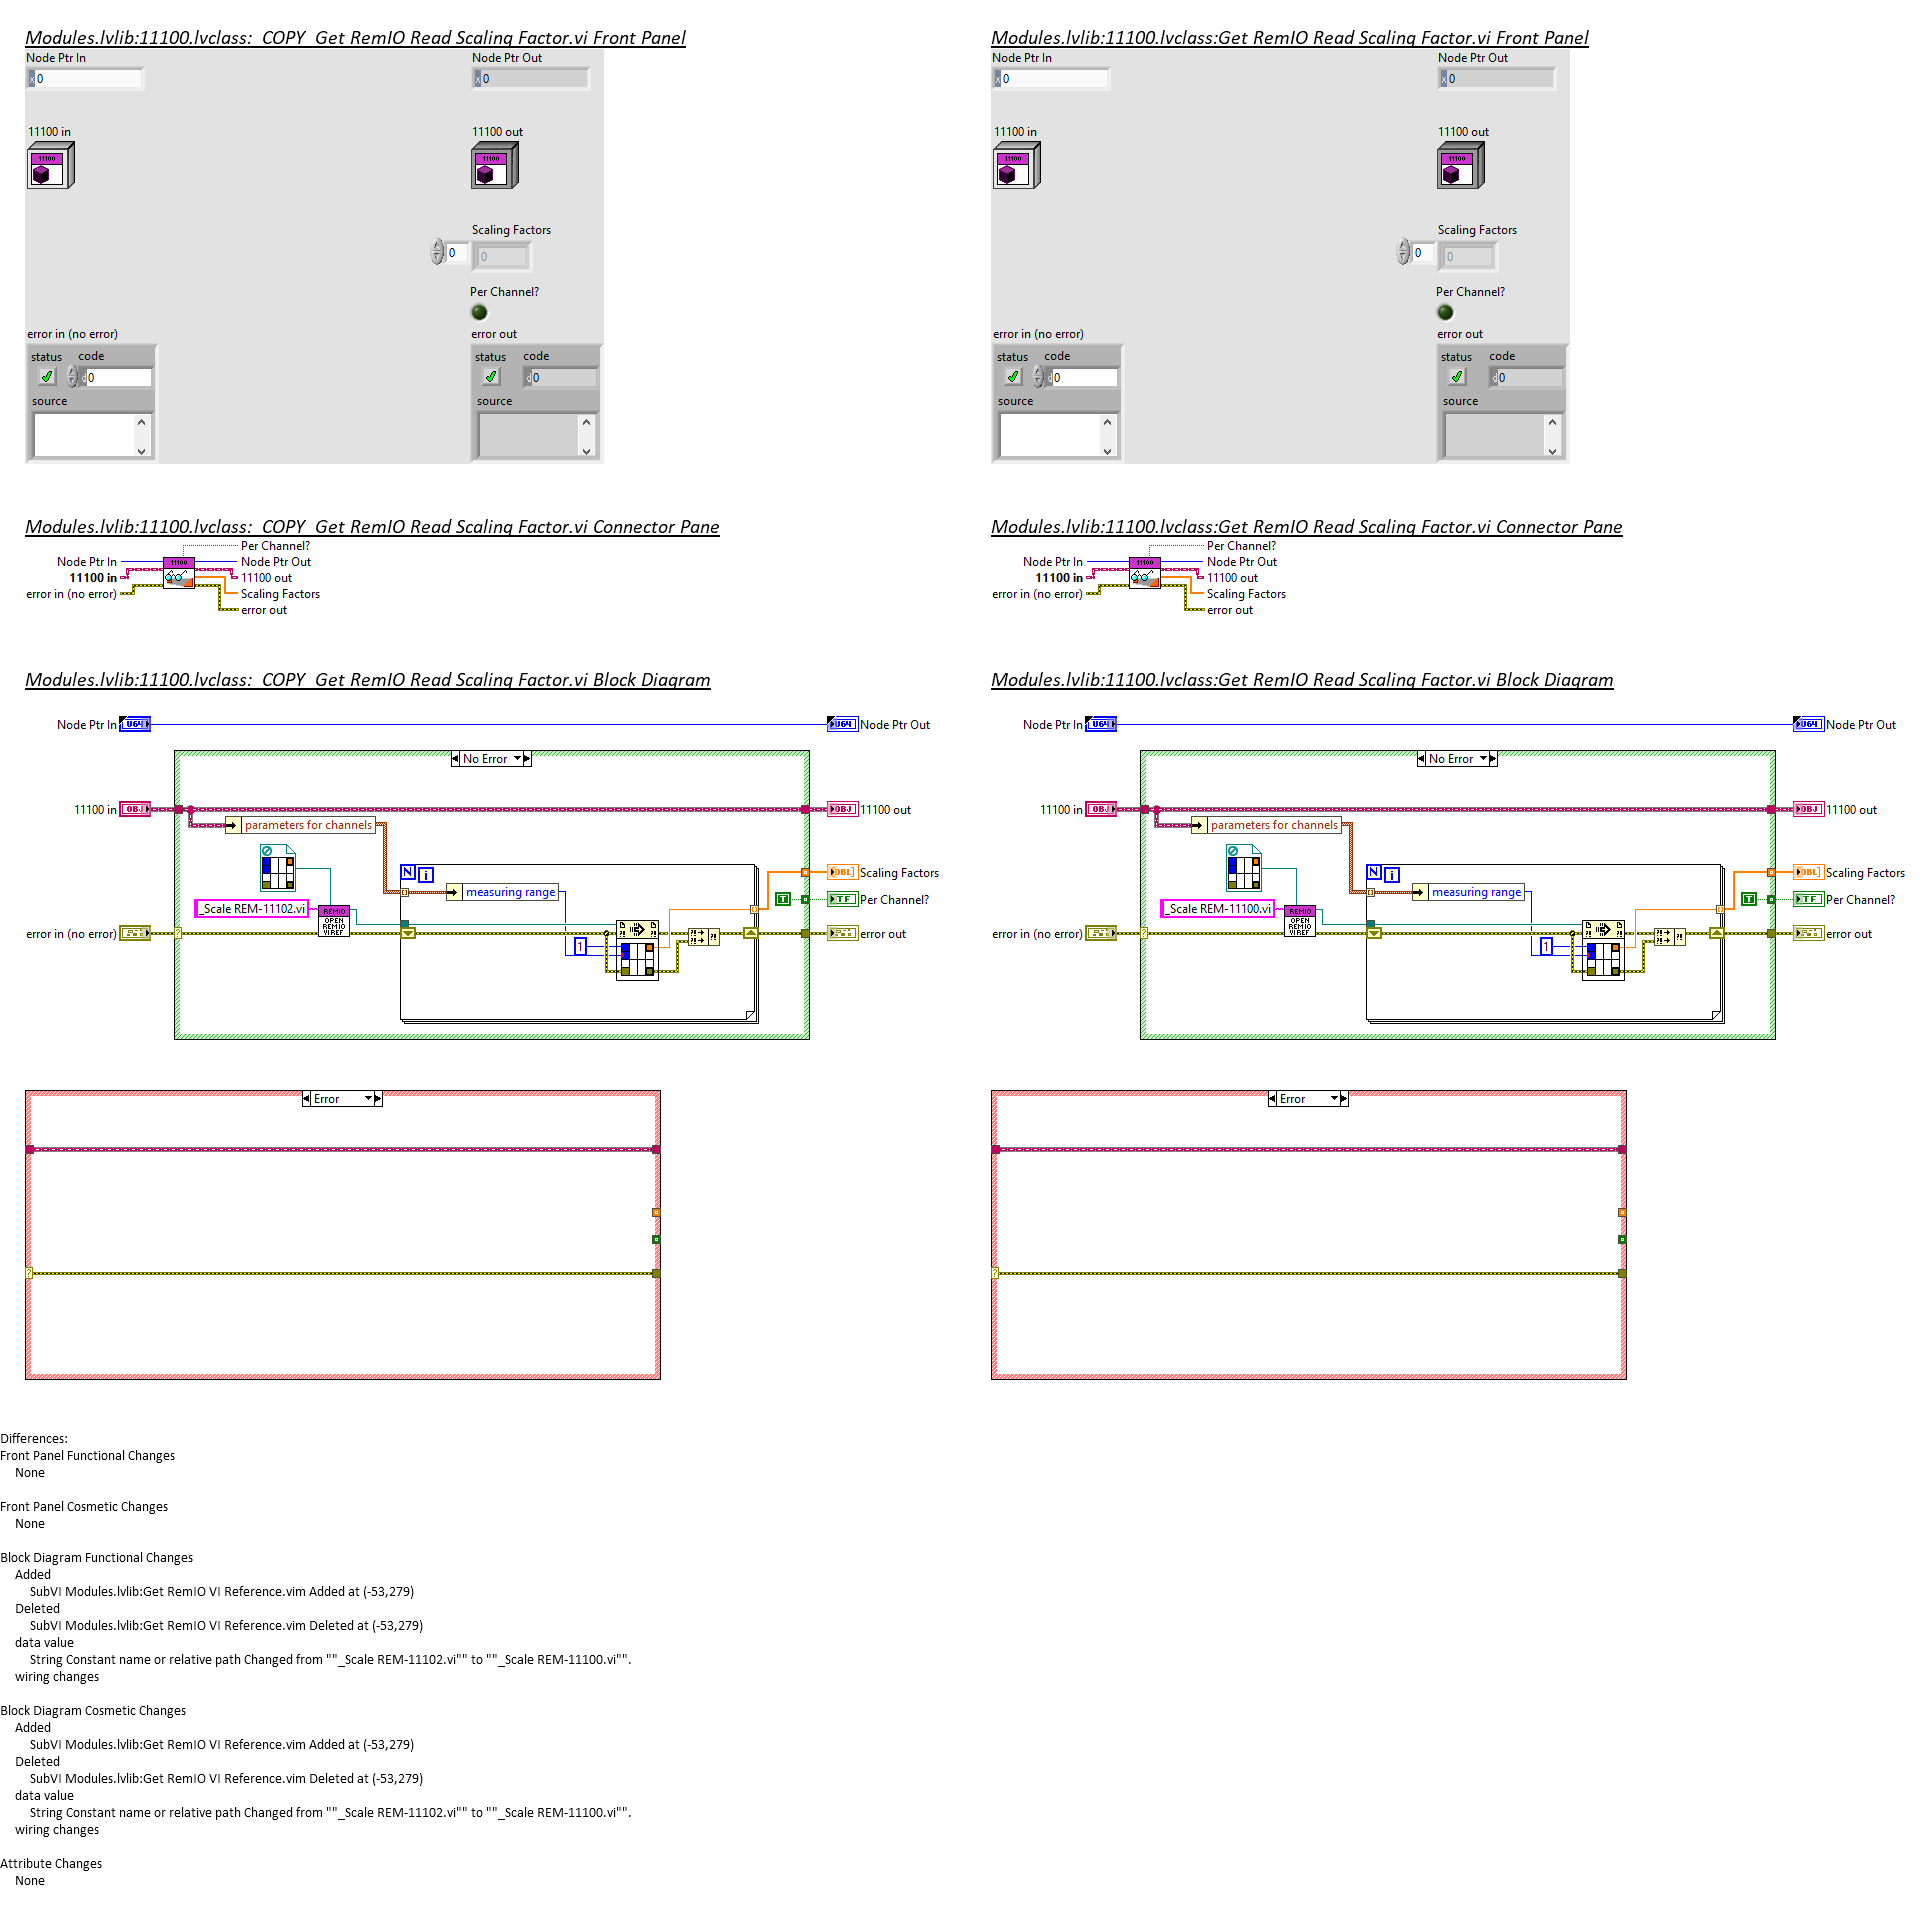 Modules.lvlib:11100.lvclass:_COPY_Get RemIO Read Scaling Factor.vi Front Panel
Node Ptr In
x 0
Node Ptr Out
x 0
11100 in
11100
11100 out
11100
Scaling Factors
0
0
Per Channel?
error in (no error)
status code
d 0
source
error out
status code
d 0
source
Modules.lvlib:11100.lvclass:Get RemIO Read Scaling Factor.vi Front Panel
Node Ptr In
x 0
Node Ptr Out
x 0
11100 in
11100
11100 out
11100
Scaling Factors
0
0
Per Channel?
error in (no error)
status code
d 0
source
error out
status code
d 0
source
Modules.lvlib:11100.lvclass:_COPY_Get RemIO Read Scaling Factor.vi Connector Pane
Per Channel?
Node Ptr In
11100
Node Ptr Out
11100 in
11100 out
error in (no error)
Scaling Factors
error out
Modules.lvlib:11100.lvclass:Get RemIO Read Scaling Factor.vi Connector Pane
Per Channel?
Node Ptr In
11100
Node Ptr Out
11100 in
11100 out
error in (no error)
Scaling Factors
error out
Modules.lvlib:11100.lvclass:_COPY_Get RemIO Read Scaling Factor.vi Block Diagram
Node Ptr In
U64
U64
Node Ptr Out
No Error
11100 in
OBJ
OBJ
11100 out
parameters for channels
N
i
DBL
Scaling Factors
measuring range
T
TF
Per Channel?
_Scale REM-11102.vi
REMIO
OPEN
REMIO
VI REF
error in (no error)
?
error out
1
Error
?
Modules.lvlib:11100.lvclass:Get RemIO Read Scaling Factor.vi Block Diagram
Node Ptr In
U64
U64
Node Ptr Out
No Error
11100 in
OBJ
OBJ
11100 out
parameters for channels
N
i
DBL
Scaling Factors
measuring range
T
TF
Per Channel?
_Scale REM-11100.vi
REMIO
OPEN
REMIO
VI REF
error in (no error)
?
error out
1
Error
?
Differences:
Front Panel Functional Changes
None
Front Panel Cosmetic Changes
None
Block Diagram Functional Changes
Added
SubVI Modules.lvlib:Get RemIO VI Reference.vim Added at (-53,279)
Deleted
SubVI Modules.lvlib:Get RemIO VI Reference.vim Deleted at (-53,279)
data value
String Constant name or relative path Changed from ""_Scale REM-11102.vi"" to ""_Scale REM-11100.vi"".
wiring changes
Block Diagram Cosmetic Changes
Added
SubVI Modules.lvlib:Get RemIO VI Reference.vim Added at (-53,279)
Deleted
SubVI Modules.lvlib:Get RemIO VI Reference.vim Deleted at (-53,279)
data value
String Constant name or relative path Changed from ""_Scale REM-11102.vi"" to ""_Scale REM-11100.vi"".
wiring changes
Attribute Changes
None